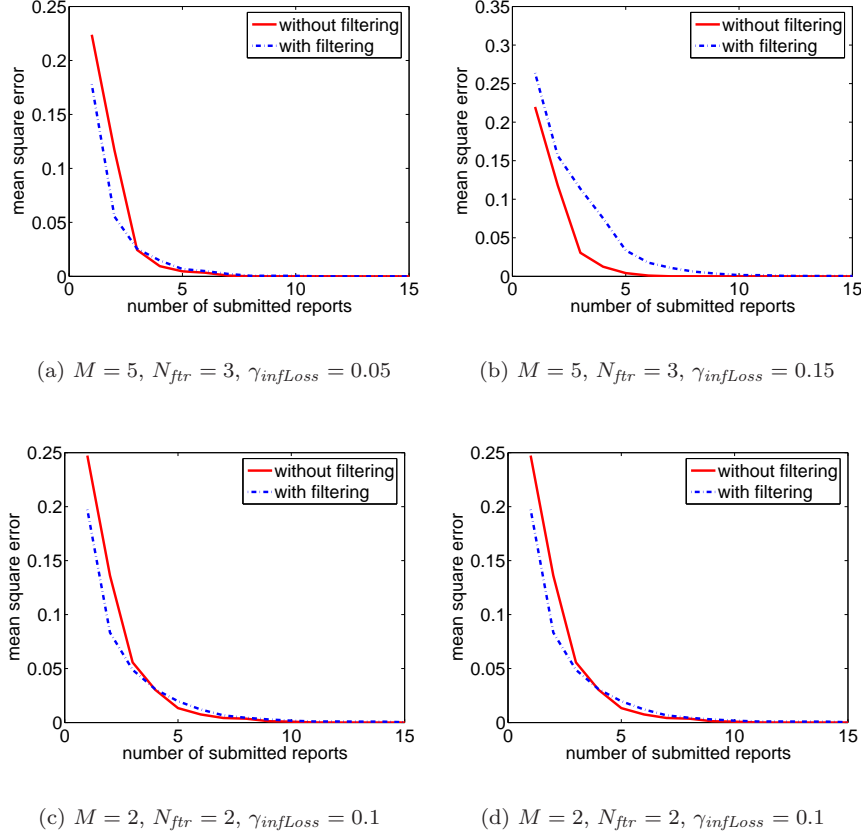 0.25
0.2
0.15
0.1
0.05
0
0 5 10 15
mean square error
number of submitted reports
without filtering
with filtering
(a) M = 5, N_ftr = 3, γ_infLoss = 0.05
0.35
0.3
0.25
0.2
0.15
0.1
0.05
0
0 5 10 15
mean square error
number of submitted reports
without filtering
with filtering
(b) M = 5, N_ftr = 3, γ_infLoss = 0.15
0.25
0.2
0.15
0.1
0.05
0
0 5 10 15
mean square error
number of submitted reports
without filtering
with filtering
(c) M = 2, N_ftr = 2, γ_infLoss = 0.1
0.25
0.2
0.15
0.1
0.05
0
0 5 10 15
mean square error
number of submitted reports
without filtering
with filtering
(d) M = 2, N_ftr = 2, γ_infLoss = 0.1